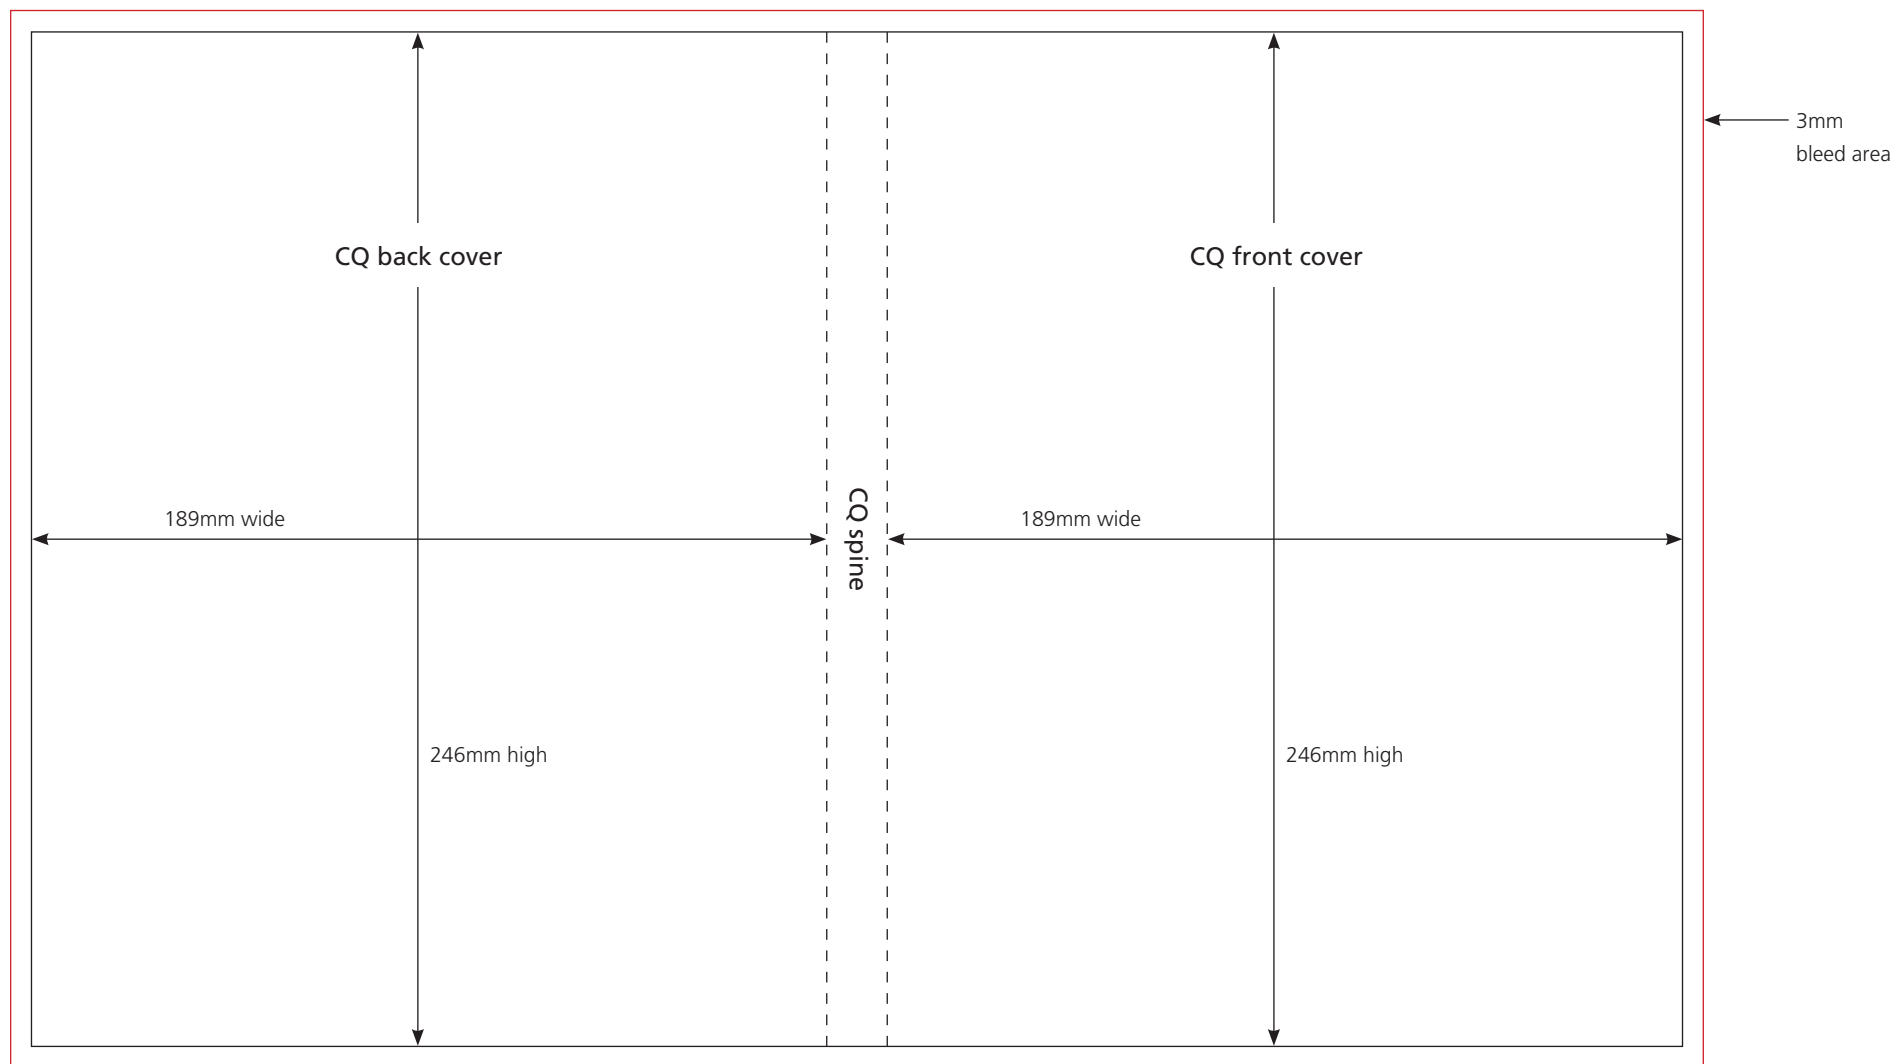 3mm
bleed area
CQ back cover
CQ front cover
189mm wide
CQ spine
189mm wide
246mm high
246mm high